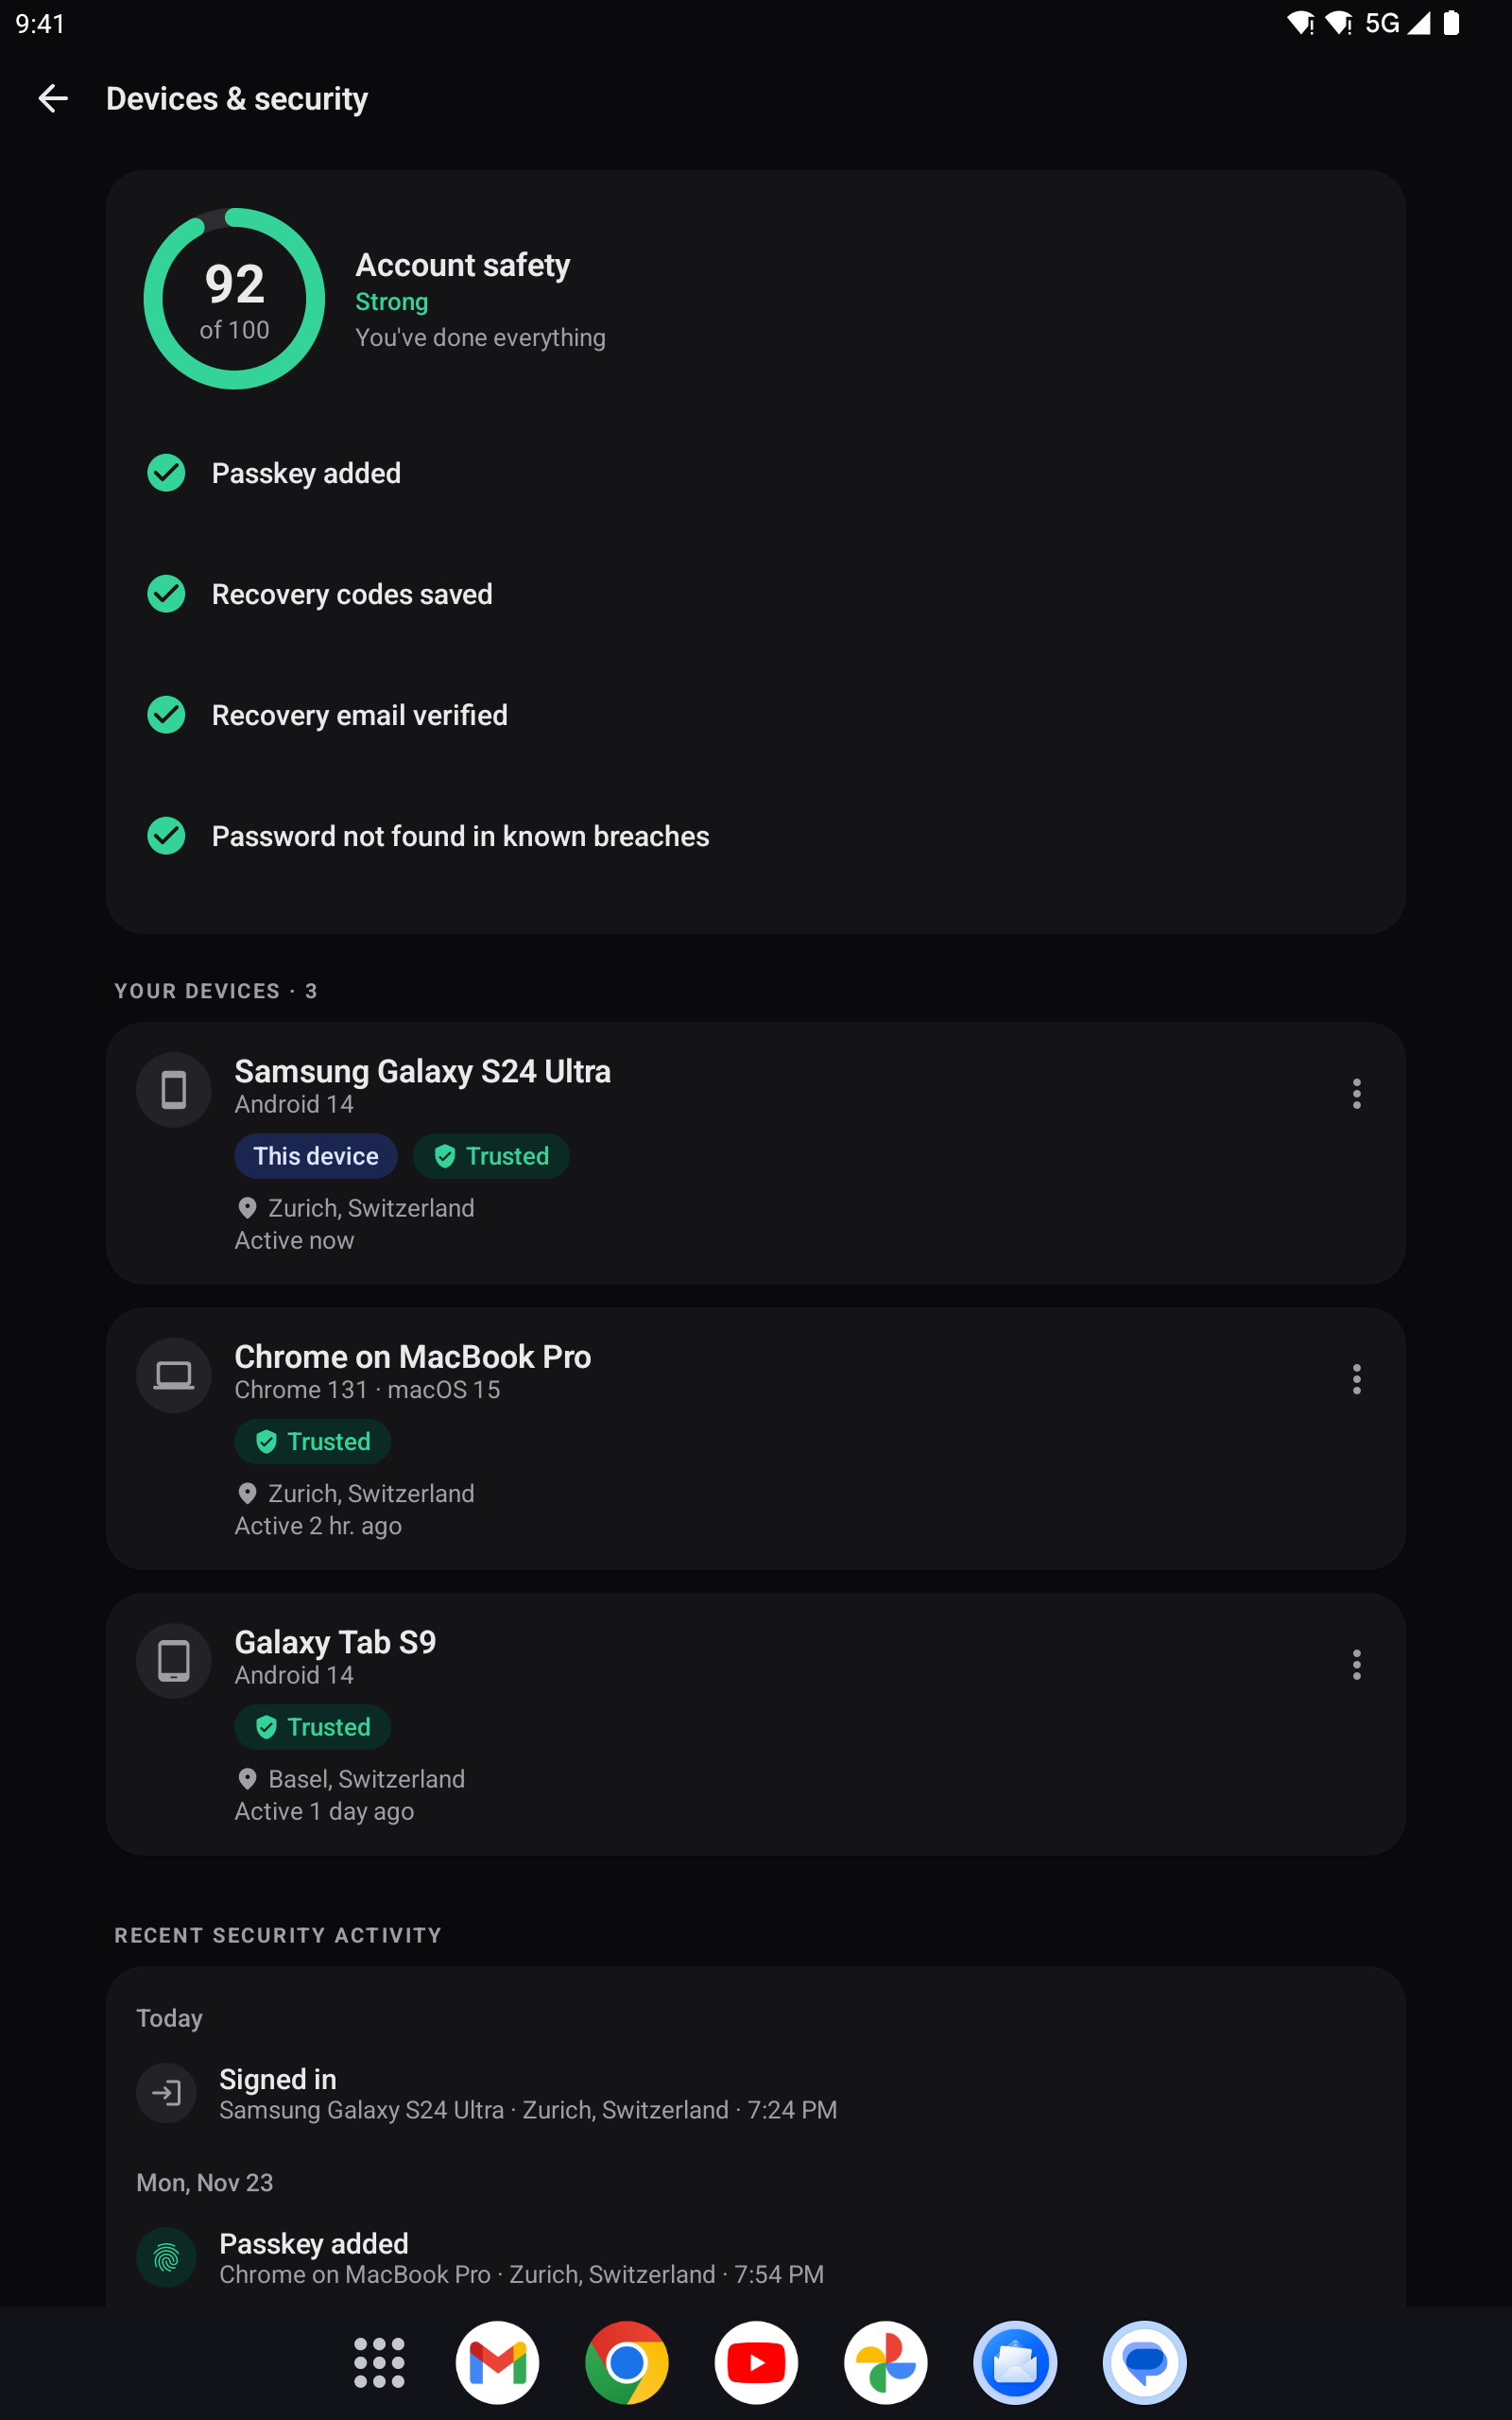 9:41
5G
Devices & security
92
of 100
Account safety
Strong
You've done everything
Passkey added
Recovery codes saved
Recovery email verified
Password not found in known breaches
YOUR DEVICES · 3
Samsung Galaxy S24 Ultra
Android 14
This device
Trusted
Zurich, Switzerland
Active now
Chrome on MacBook Pro
Chrome 131 · macOS 15
Trusted
Zurich, Switzerland
Active 2 hr. ago
Galaxy Tab S9
Android 14
Trusted
Basel, Switzerland
Active 1 day ago
RECENT SECURITY ACTIVITY
Today
Signed in
Samsung Galaxy S24 Ultra · Zurich, Switzerland · 7:24 PM
Mon, Nov 23
Passkey added
Chrome on MacBook Pro · Zurich, Switzerland · 7:54 PM